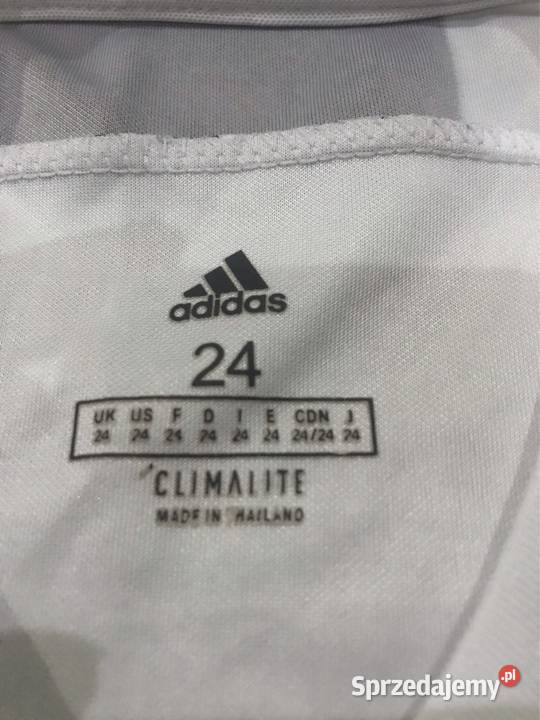 adidas
24
UK US F D I E CDN J
24 24 24 24 24 24 24/24 24
CLIMALITE
MADE IN HAILAND
Sprzedajemy.pl